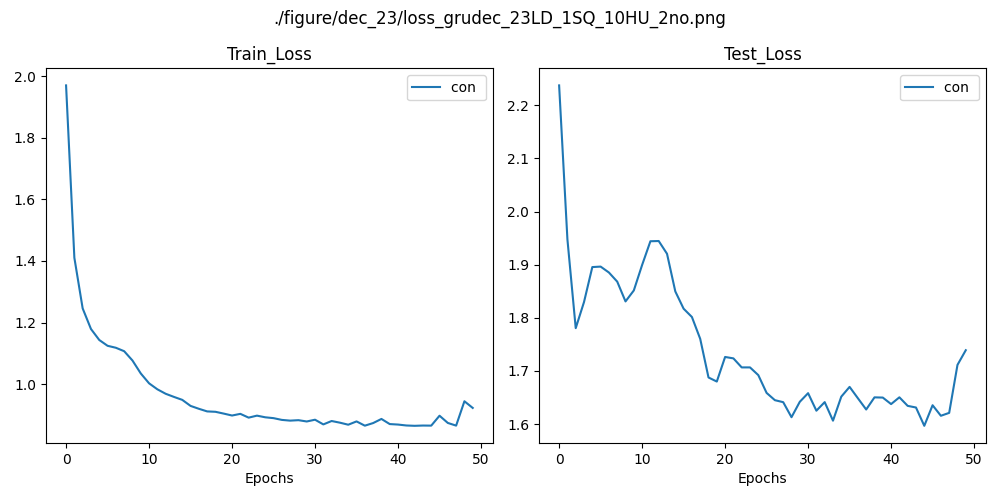 ./figure/dec_23/loss_grudec_23LD_1SQ_10HU_2no.png
Train_Loss
con
2.0
1.8
1.6
1.4
1.2
1.0
0 10 20 30 40 50
Epochs
Test_Loss
con
2.2
2.1
2.0
1.9
1.8
1.7
1.6
0 10 20 30 40 50
Epochs